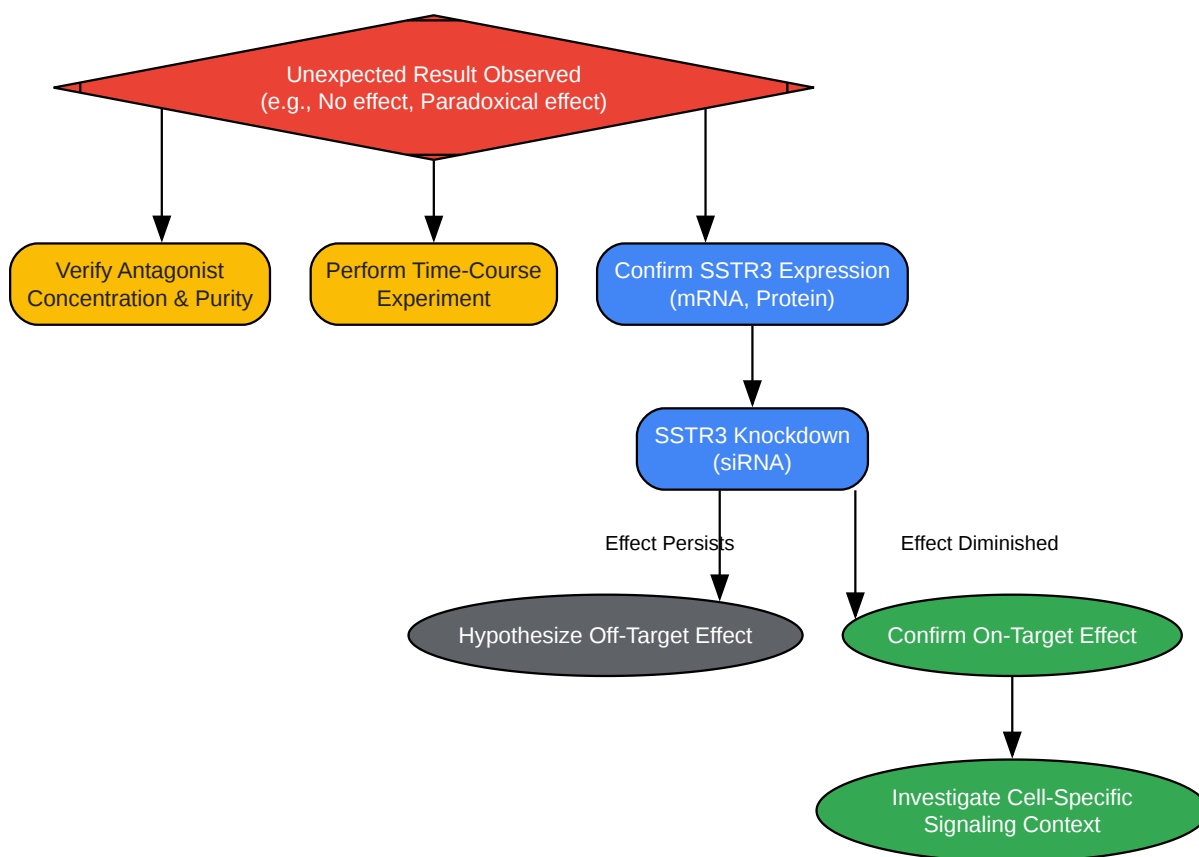 Unexpected Result Observed
(e.g., No effect, Paradoxical effect)
Verify Antagonist
Concentration & Purity
Perform Time-Course
Experiment
Confirm SSTR3 Expression
(mRNA, Protein)
SSTR3 Knockdown
(siRNA)
Effect Persists
Effect Diminished
Hypothesize Off-Target Effect
Confirm On-Target Effect
Investigate Cell-Specific
Signaling Context